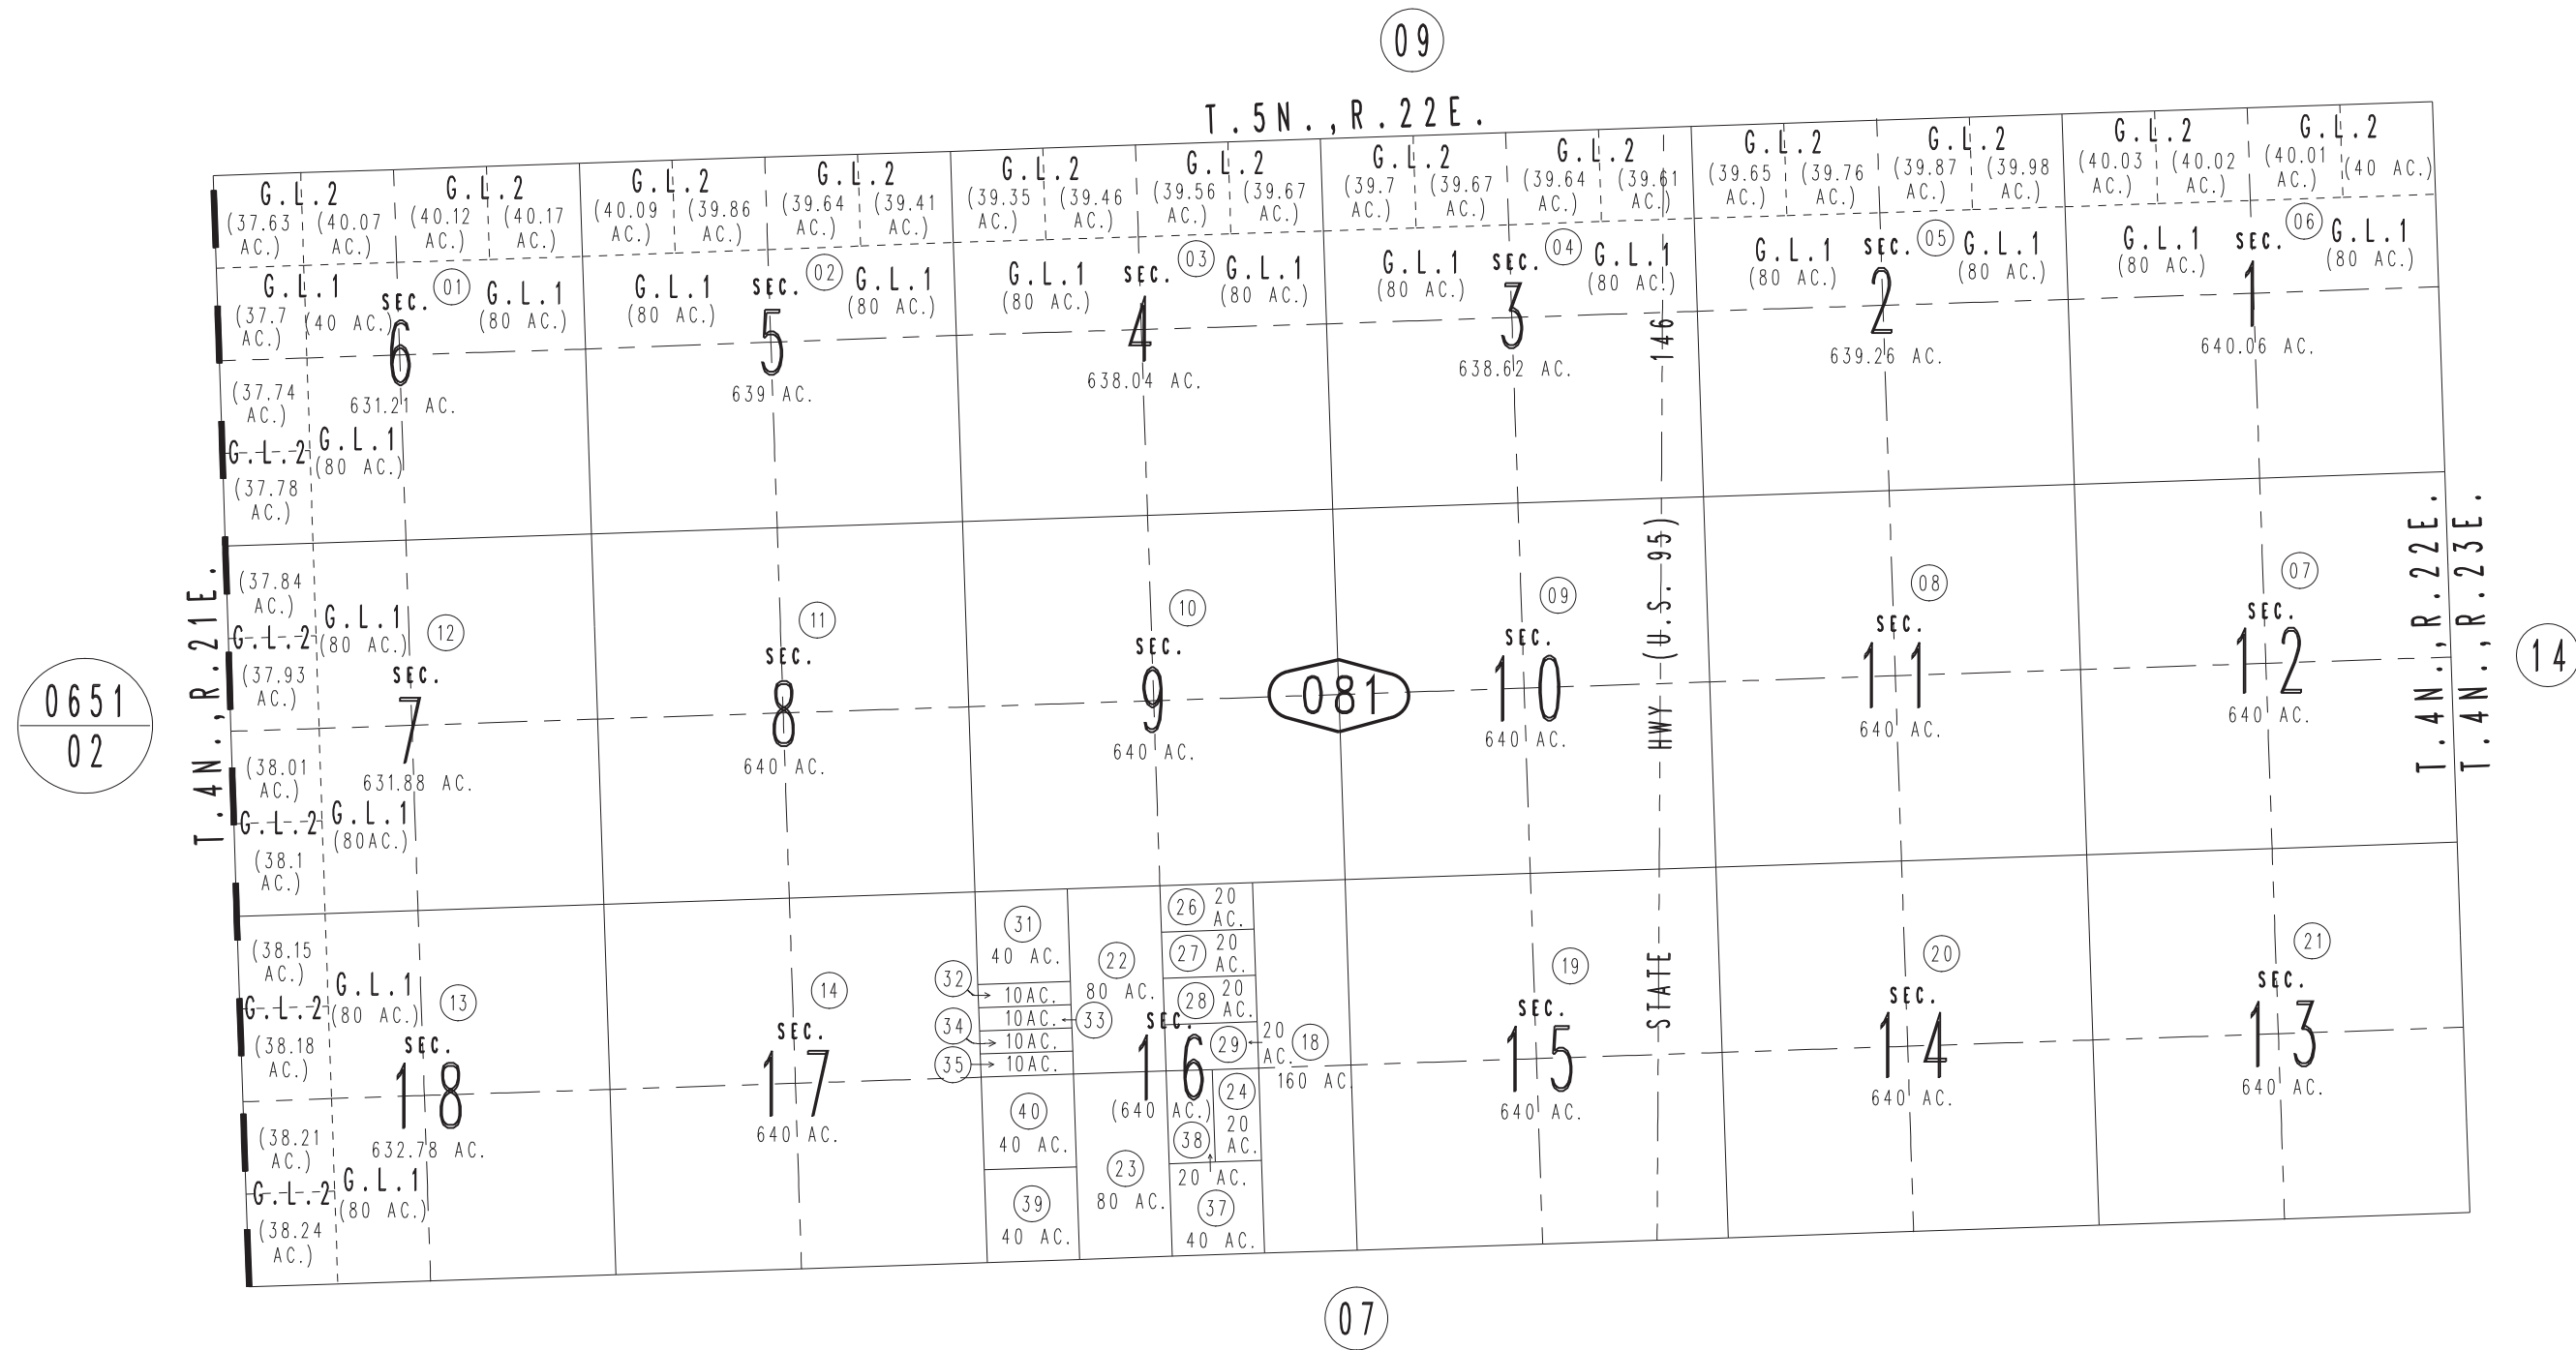 09
T.5N.,R.22E.
G.L.2 G.L.2 G.L.2 G.L.2 G.L.2 G.L.2 G.L.2 G.L.2 G.L.2 G.L.2 G.L.2 G.L.2
(37.63 AC.) (40.07 AC.) (40.12 AC.) (40.17 AC.) (40.09 AC.) (39.86 AC.) (39.64 AC.) (39.41 AC.) (39.35 AC.) (39.46 AC.) (39.56 AC.) (39.67 AC.) (39.7 AC.) (39.67 AC.) (39.64 AC.) (39.61 AC.) (39.65 AC.) (39.76 AC.) (39.87 AC.) (39.98 AC.) (40.03 AC.) (40.02 AC.) (40.01 AC.) (40 AC.)
G.L.1
(37.7 AC.) (40 AC.)
SEC. 01
6
631.21 AC.
G.L.1
(80 AC.)
(37.74 AC.)
G.L.2
(37.78 AC.)
G.L.1
(80 AC.)
G.L.1
(80 AC.)
SEC. 02
5
639 AC.
G.L.1
(80 AC.)
G.L.1
(80 AC.)
SEC. 03
4
638.04 AC.
G.L.1
(80 AC.)
G.L.1
(80 AC.)
SEC. 04
3
638.62 AC.
G.L.1
(80 AC.)
G.L.1
(80 AC.)
SEC. 05
2
639.26 AC.
G.L.1
(80 AC.)
G.L.1
(80 AC.)
SEC. 06
1
640.06 AC.
G.L.1
(80 AC.)
STATE HWY (U.S. 95) 146
T.4N.,R.21E.
0651
02
(37.84 AC.)
G.L.2
(37.93 AC.)
G.L.1
(80 AC.)
12
SEC.
7
631.88 AC.
(38.01 AC.)
G.L.2
(38.1 AC.)
G.L.1
(80AC.)
11
SEC.
8
640 AC.
10
SEC.
9
640 AC.
081
09
SEC.
10
640 AC.
08
SEC.
11
640 AC.
07
SEC.
12
640 AC.
T.4N.,R.22E.
T.4N.,R.23E.
14
(38.15 AC.)
G.L.2
(38.18 AC.)
G.L.1
(80 AC.)
13
SEC.
18
632.78 AC.
(38.21 AC.)
G.L.2
(38.24 AC.)
G.L.1
(80 AC.)
14
SEC.
17
640 AC.
31
40 AC.
32
10AC.
10AC.
33
34
10AC.
35
10AC.
22
80 AC.
26 20 AC.
27 20 AC.
28 20 AC.
29 20 AC.
18
160 AC.
SEC.
16
(640 AC.)
40
40 AC.
39
40 AC.
23
80 AC.
24
20 AC.
38
20 AC.
37
40 AC.
19
SEC.
15
640 AC.
20
SEC.
14
640 AC.
21
SEC.
13
640 AC.
07